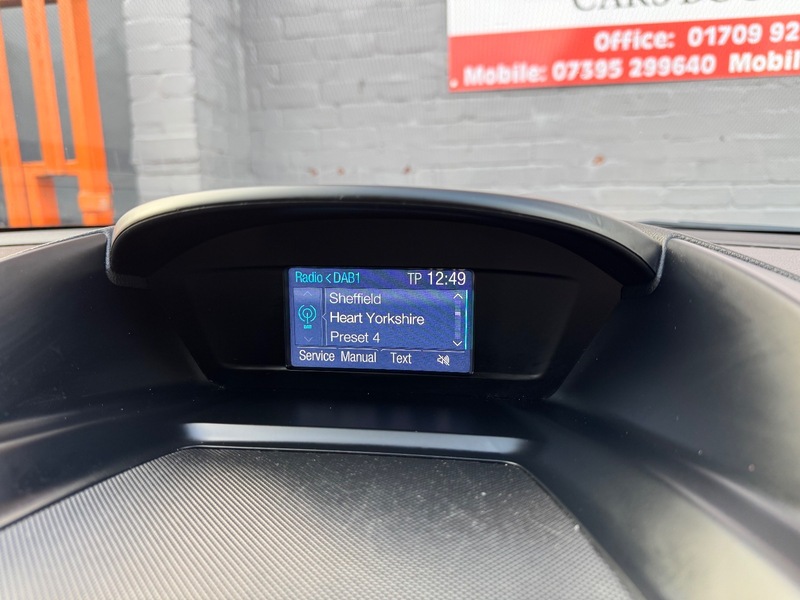 Office: 01709 92
Mobile: 07395 299640 Mobil
Radio < DAB1 TP 12:49
Sheffield
Heart Yorkshire
Preset 4
Service Manual Text